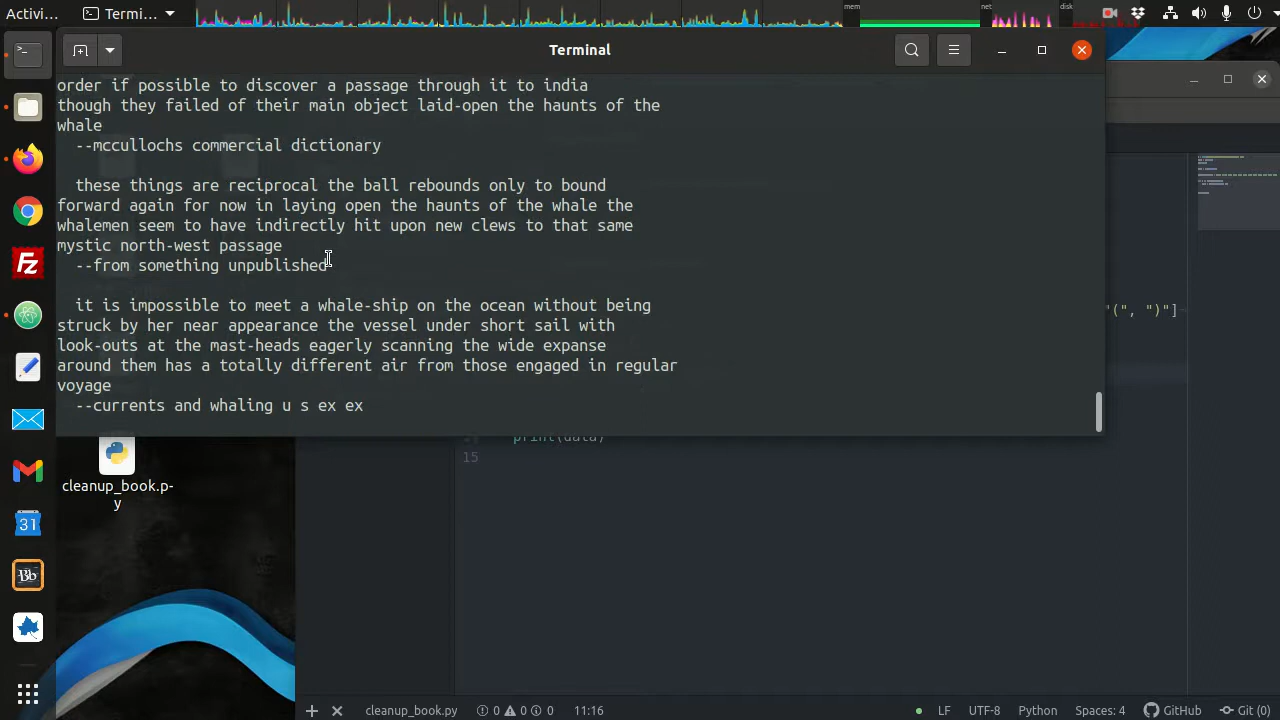 Activi...
Termi...
mem
net
disk
Terminal
order if possible to discover a passage through it to india
though they failed of their main object laid-open the haunts of the
whale
--mccullochs commercial dictionary
these things are reciprocal the ball rebounds only to bound
forward again for now in laying open the haunts of the whale the
whalemen seem to have indirectly hit upon new clews to that same
mystic north-west passage
--from something unpublished
it is impossible to meet a whale-ship on the ocean without being
struck by her near appearance the vessel under short sail with
look-outs at the mast-heads eagerly scanning the wide expanse
around them has a totally different air from those engaged in regular
voyage
--currents and whaling u s ex ex
"(", ")"]
print(data)
15
cleanup_book.p-
y
Fz
31
Bb
cleanup_book.py
0
0
0
11:16
LF
UTF-8
Python
Spaces: 4
GitHub
Git (0)